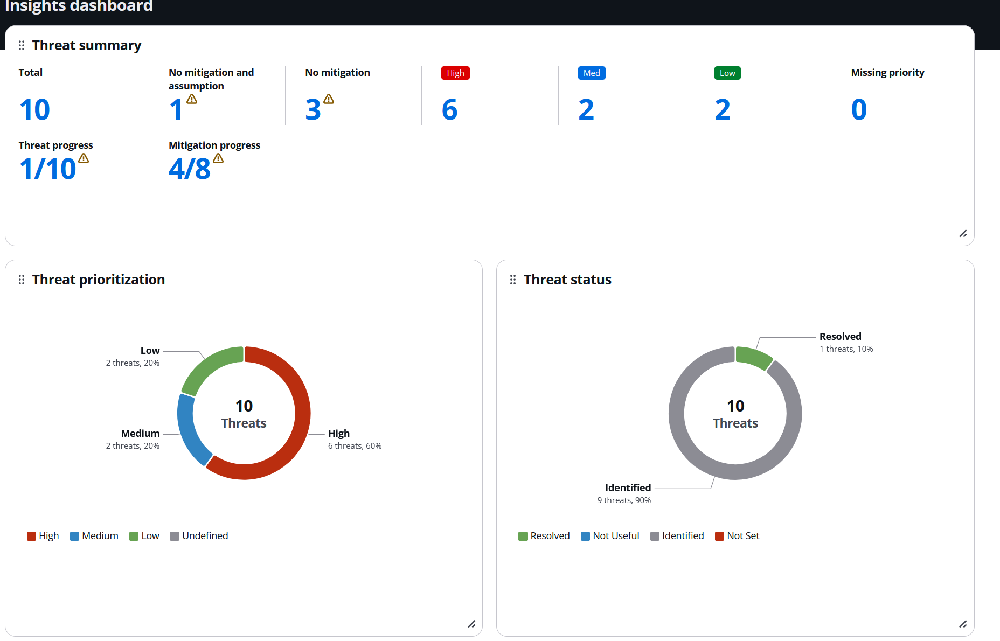 Insights dashboard
Threat summary
Total
10
No mitigation and
assumption
1
No mitigation
3
High
6
Med
2
Low
2
Missing priority
0
Threat progress
1/10
Mitigation progress
4/8
Threat prioritization
Low
2 threats, 20%
Medium
2 threats, 20%
10
Threats
High
6 threats, 60%
High Medium Low Undefined
Threat status
Resolved
1 threats, 10%
10
Threats
Identified
9 threats, 90%
Resolved Not Useful Identified Not Set